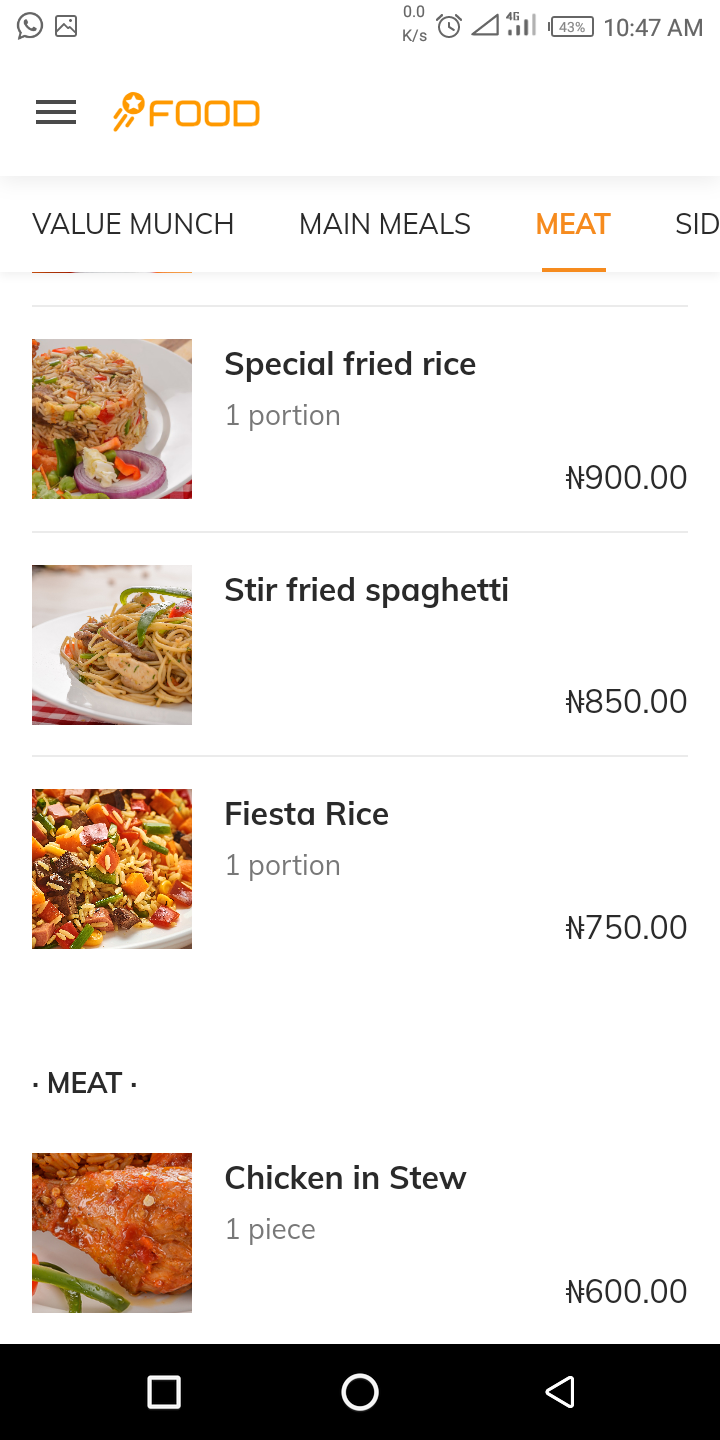 0.0
K/s
4G
43%
10:47 AM
FOOD
VALUE MUNCH MAIN MEALS MEAT SID
Special fried rice
1 portion
₦900.00
Stir fried spaghetti
₦850.00
Fiesta Rice
1 portion
₦750.00
· MEAT ·
Chicken in Stew
1 piece
₦600.00